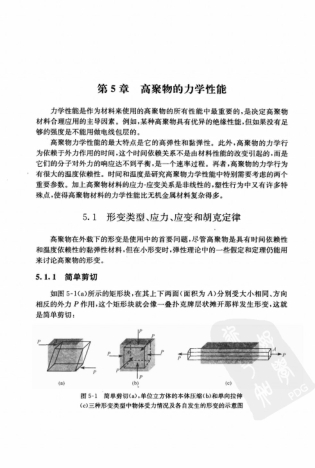 第 5 章 高聚物的力学性能
力学性能是作为材料来使用的高聚物的所有性能中最重要的,是决定高聚物
材料合理应用的主导因素。例如,某种高聚物具有优异的绝缘性能,但如果没有足
够的强度是不能用做电线包层的。
高聚物力学性能的最大特点是它的高弹性和黏弹性。此外,高聚物的力学行
为依赖于外力作用的时间,这个时间依赖关系不是由材料性能的改变引起的,而是
它们的分子对外力的响应达不到平衡,是一个速率过程。再者,高聚物的力学行为
有很大的温度依赖性。时间和温度是研究高聚物力学性能中特别需要考虑的两个
重要参数。加上高聚物材料的应力-应变关系是非线性的,塑性行为中又有许多特
殊点,使得高聚物材料的力学性能比无机金属材料复杂得多。
5.1 形变类型、应力、应变和胡克定律
高聚物在外载下的形变是使用中的首要问题,尽管高聚物是具有时间依赖性
和温度依赖性的黏弹性材料,但在小形变时,弹性理论中的一些假定和定理仍能用
来讨论高聚物的形变。
5.1.1 简单剪切
如图 5-1(a)所示的矩形块,在其上下两面(面积为 A)分别受大小相同、方向
相反的外力 P 作用,这个矩形块就会像一叠扑克牌层状摊开那样发生形变,这就
是简单剪切:
(a) (b) (c)
图 5-1 简单剪切(a)、单位立方体的本体压缩(b)和单向拉伸
(c)三种形变类型中物体受力情况及各自发生的形变的示意图
PDG